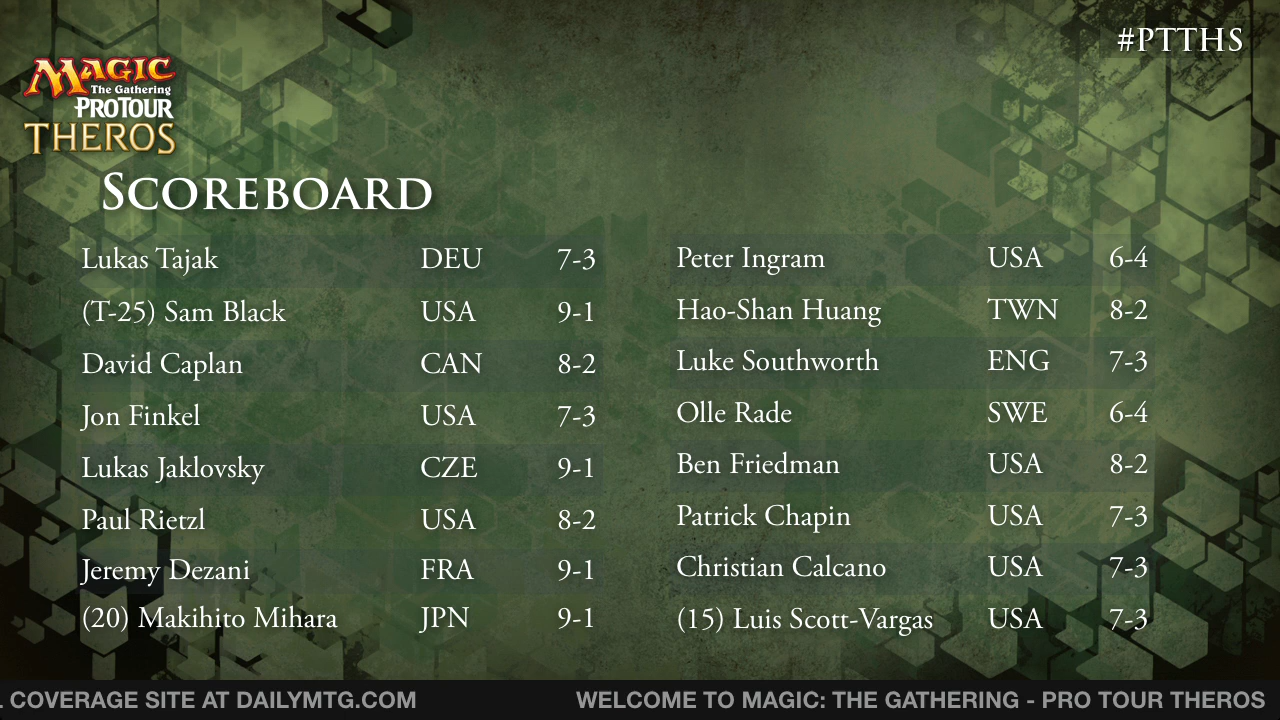 #PTTHS
MAGIC
The Gathering
PROTOUR
THEROS
SCOREBOARD
Lukas Tajak DEU 7-3
(T-25) Sam Black USA 9-1
David Caplan CAN 8-2
Jon Finkel USA 7-3
Lukas Jaklovsky CZE 9-1
Paul Rietzl USA 8-2
Jeremy Dezani FRA 9-1
(20) Makihito Mihara JPN 9-1
Peter Ingram USA 6-4
Hao-Shan Huang TWN 8-2
Luke Southworth ENG 7-3
Olle Rade SWE 6-4
Ben Friedman USA 8-2
Patrick Chapin USA 7-3
Christian Calcano USA 7-3
(15) Luis Scott-Vargas USA 7-3
. COVERAGE SITE AT DAILYMTG.COM WELCOME TO MAGIC: THE GATHERING - PRO TOUR THEROS